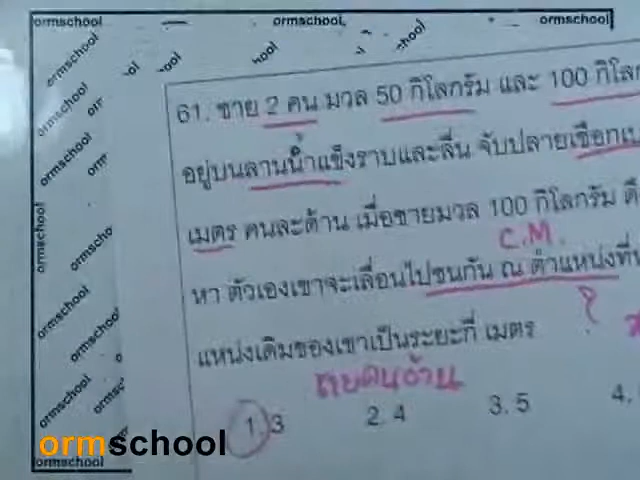 ormschool ormschool ormschool
61. ชาย 2 คน มวล 50 กิโลกรัม และ 100 กิโลก
อยู่บนลานน้ำแข็งราบและลื่น จับปลายเชือกเบ
เมตร คนละด้าน เมื่อชายมวล 100 กิโลกรัม ดึ
C.M.
หา ตัวเองเขาจะเลื่อนไปชนกัน ณ ตำแหน่งที่
แหน่งเดิมของเขาเป็นระยะกี่ เมตร ?
1. 3 2. 4 3. 5 4.
ormschool
ormschool